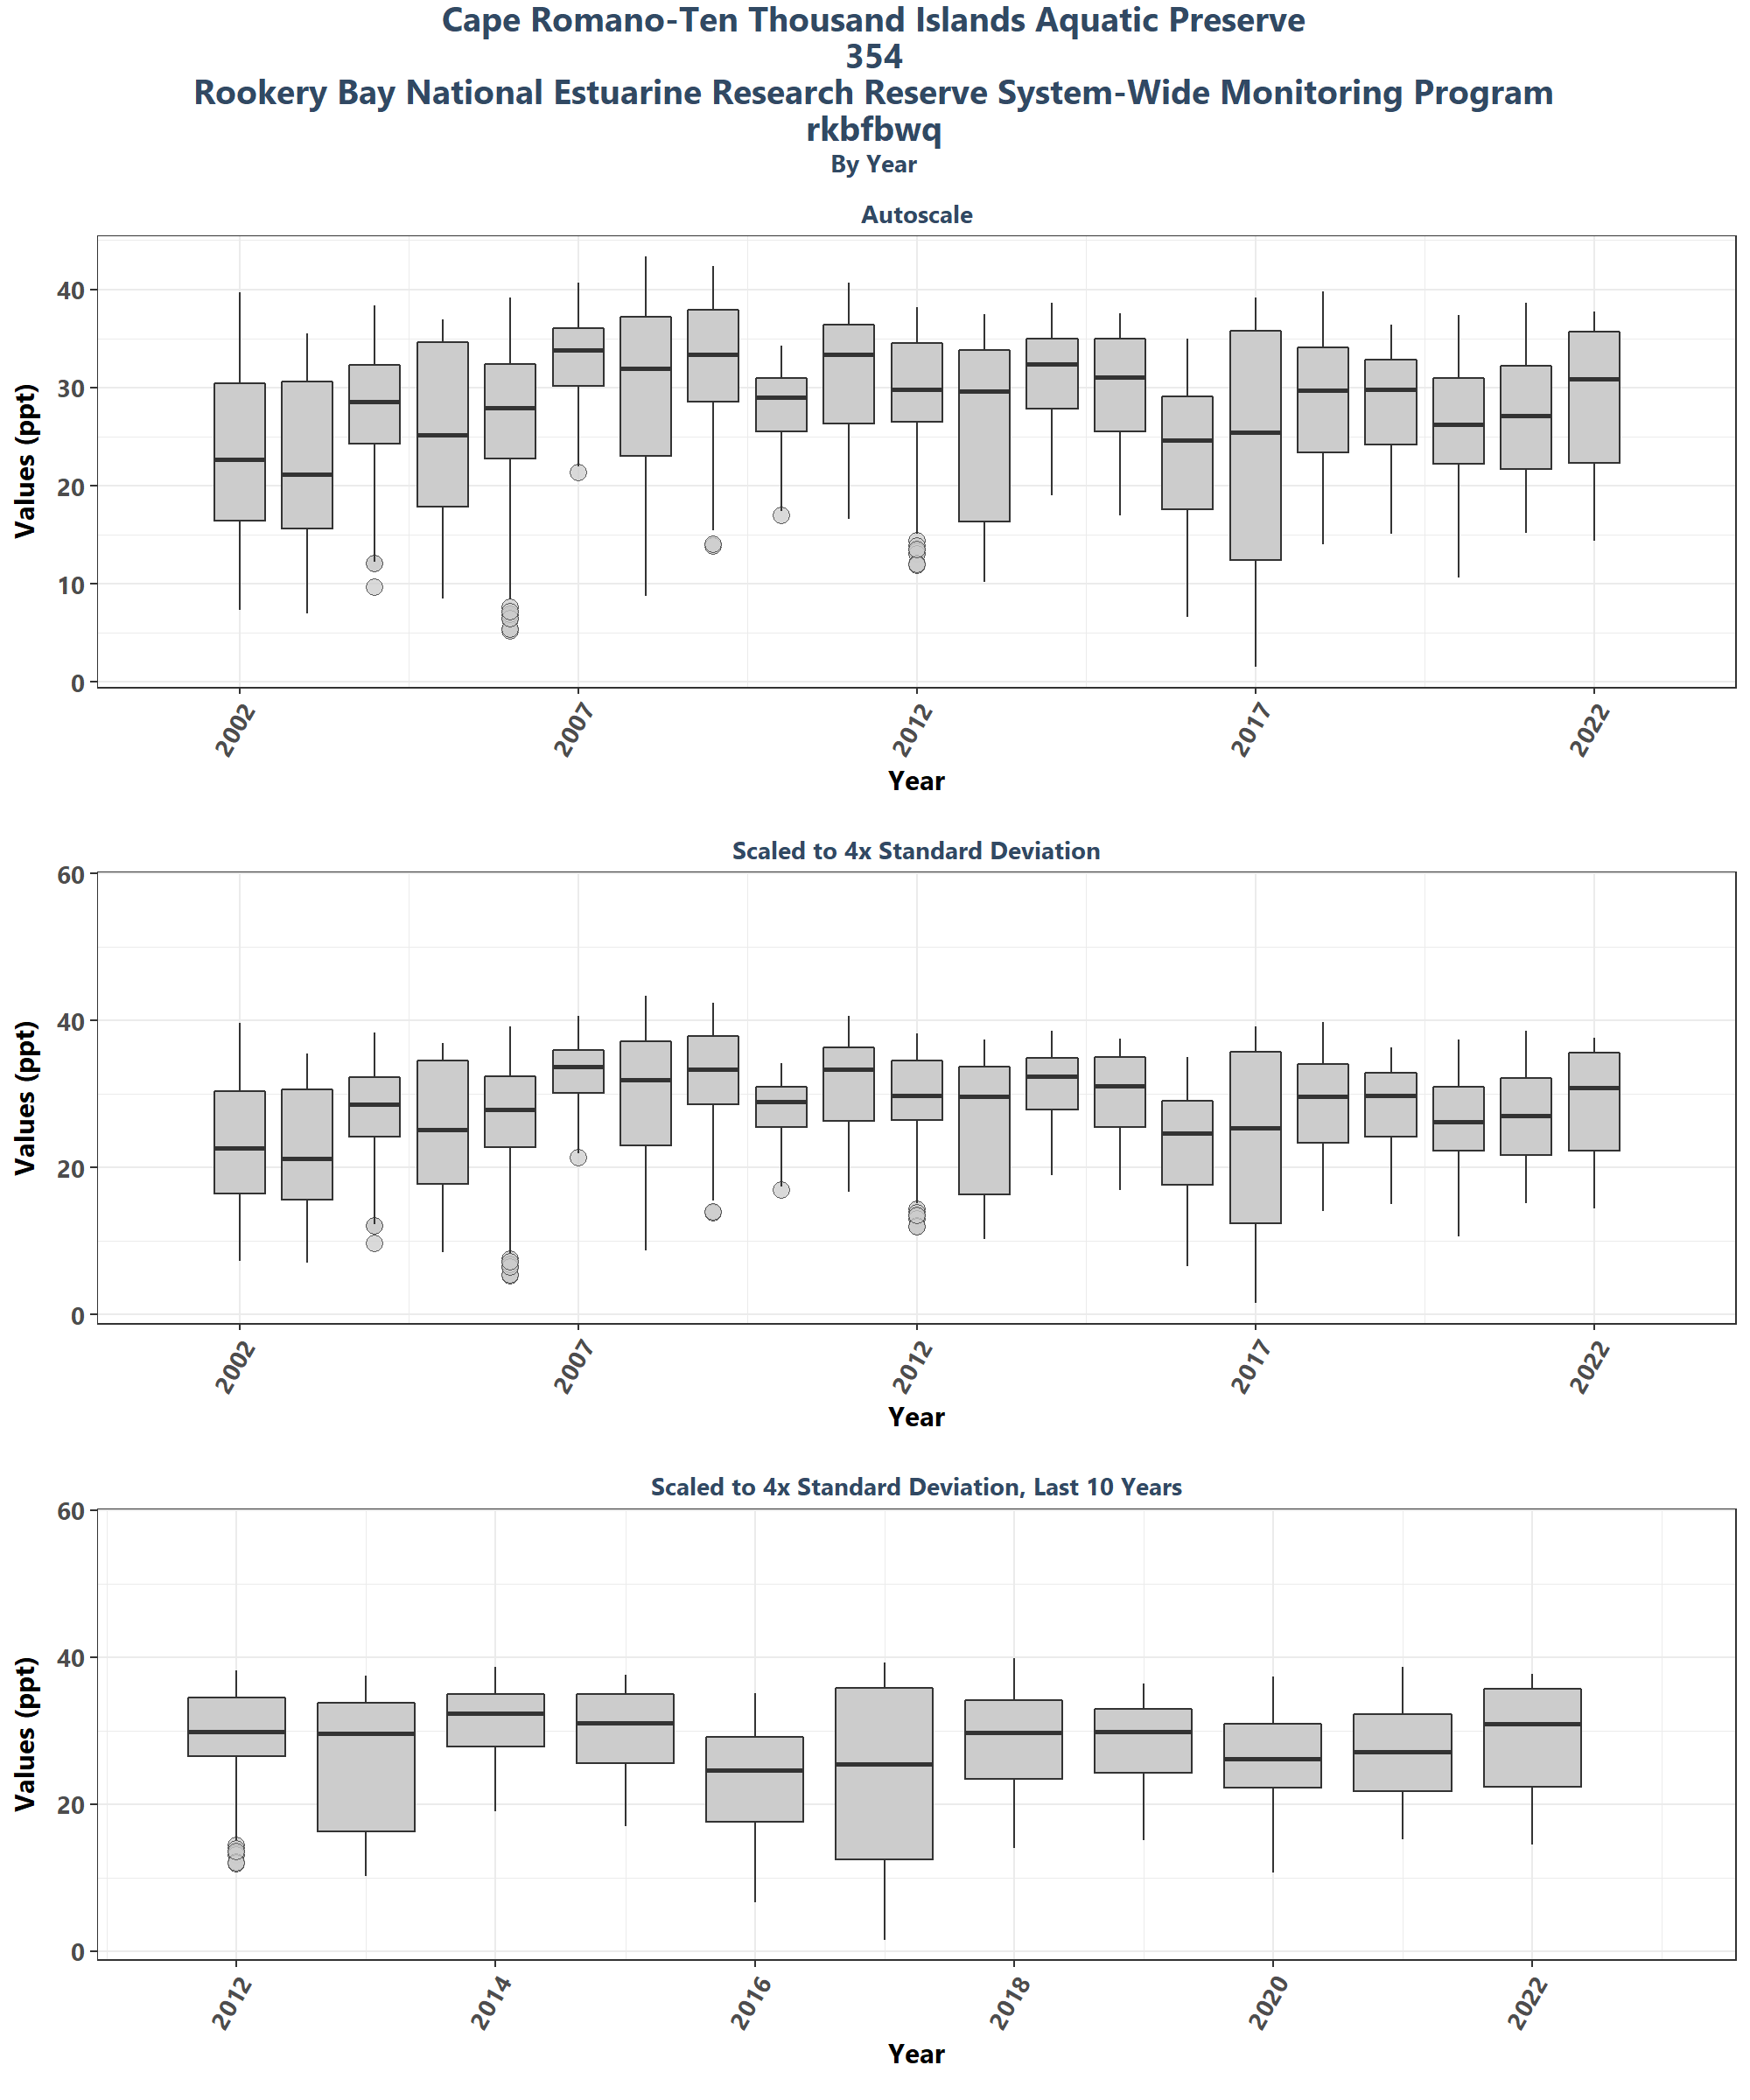 Cape Romano-Ten Thousand Islands Aquatic Preserve
354
Rookery Bay National Estuarine Research Reserve System-Wide Monitoring Program
rkbfbwq
By Year
Autoscale
Values (ppt)
40
30
20
10
0
2002
2007
2012
2017
2022
Year
Scaled to 4x Standard Deviation
Values (ppt)
60
40
20
0
2002
2007
2012
2017
2022
Year
Scaled to 4x Standard Deviation, Last 10 Years
Values (ppt)
60
40
20
0
2012
2014
2016
2018
2020
2022
Year